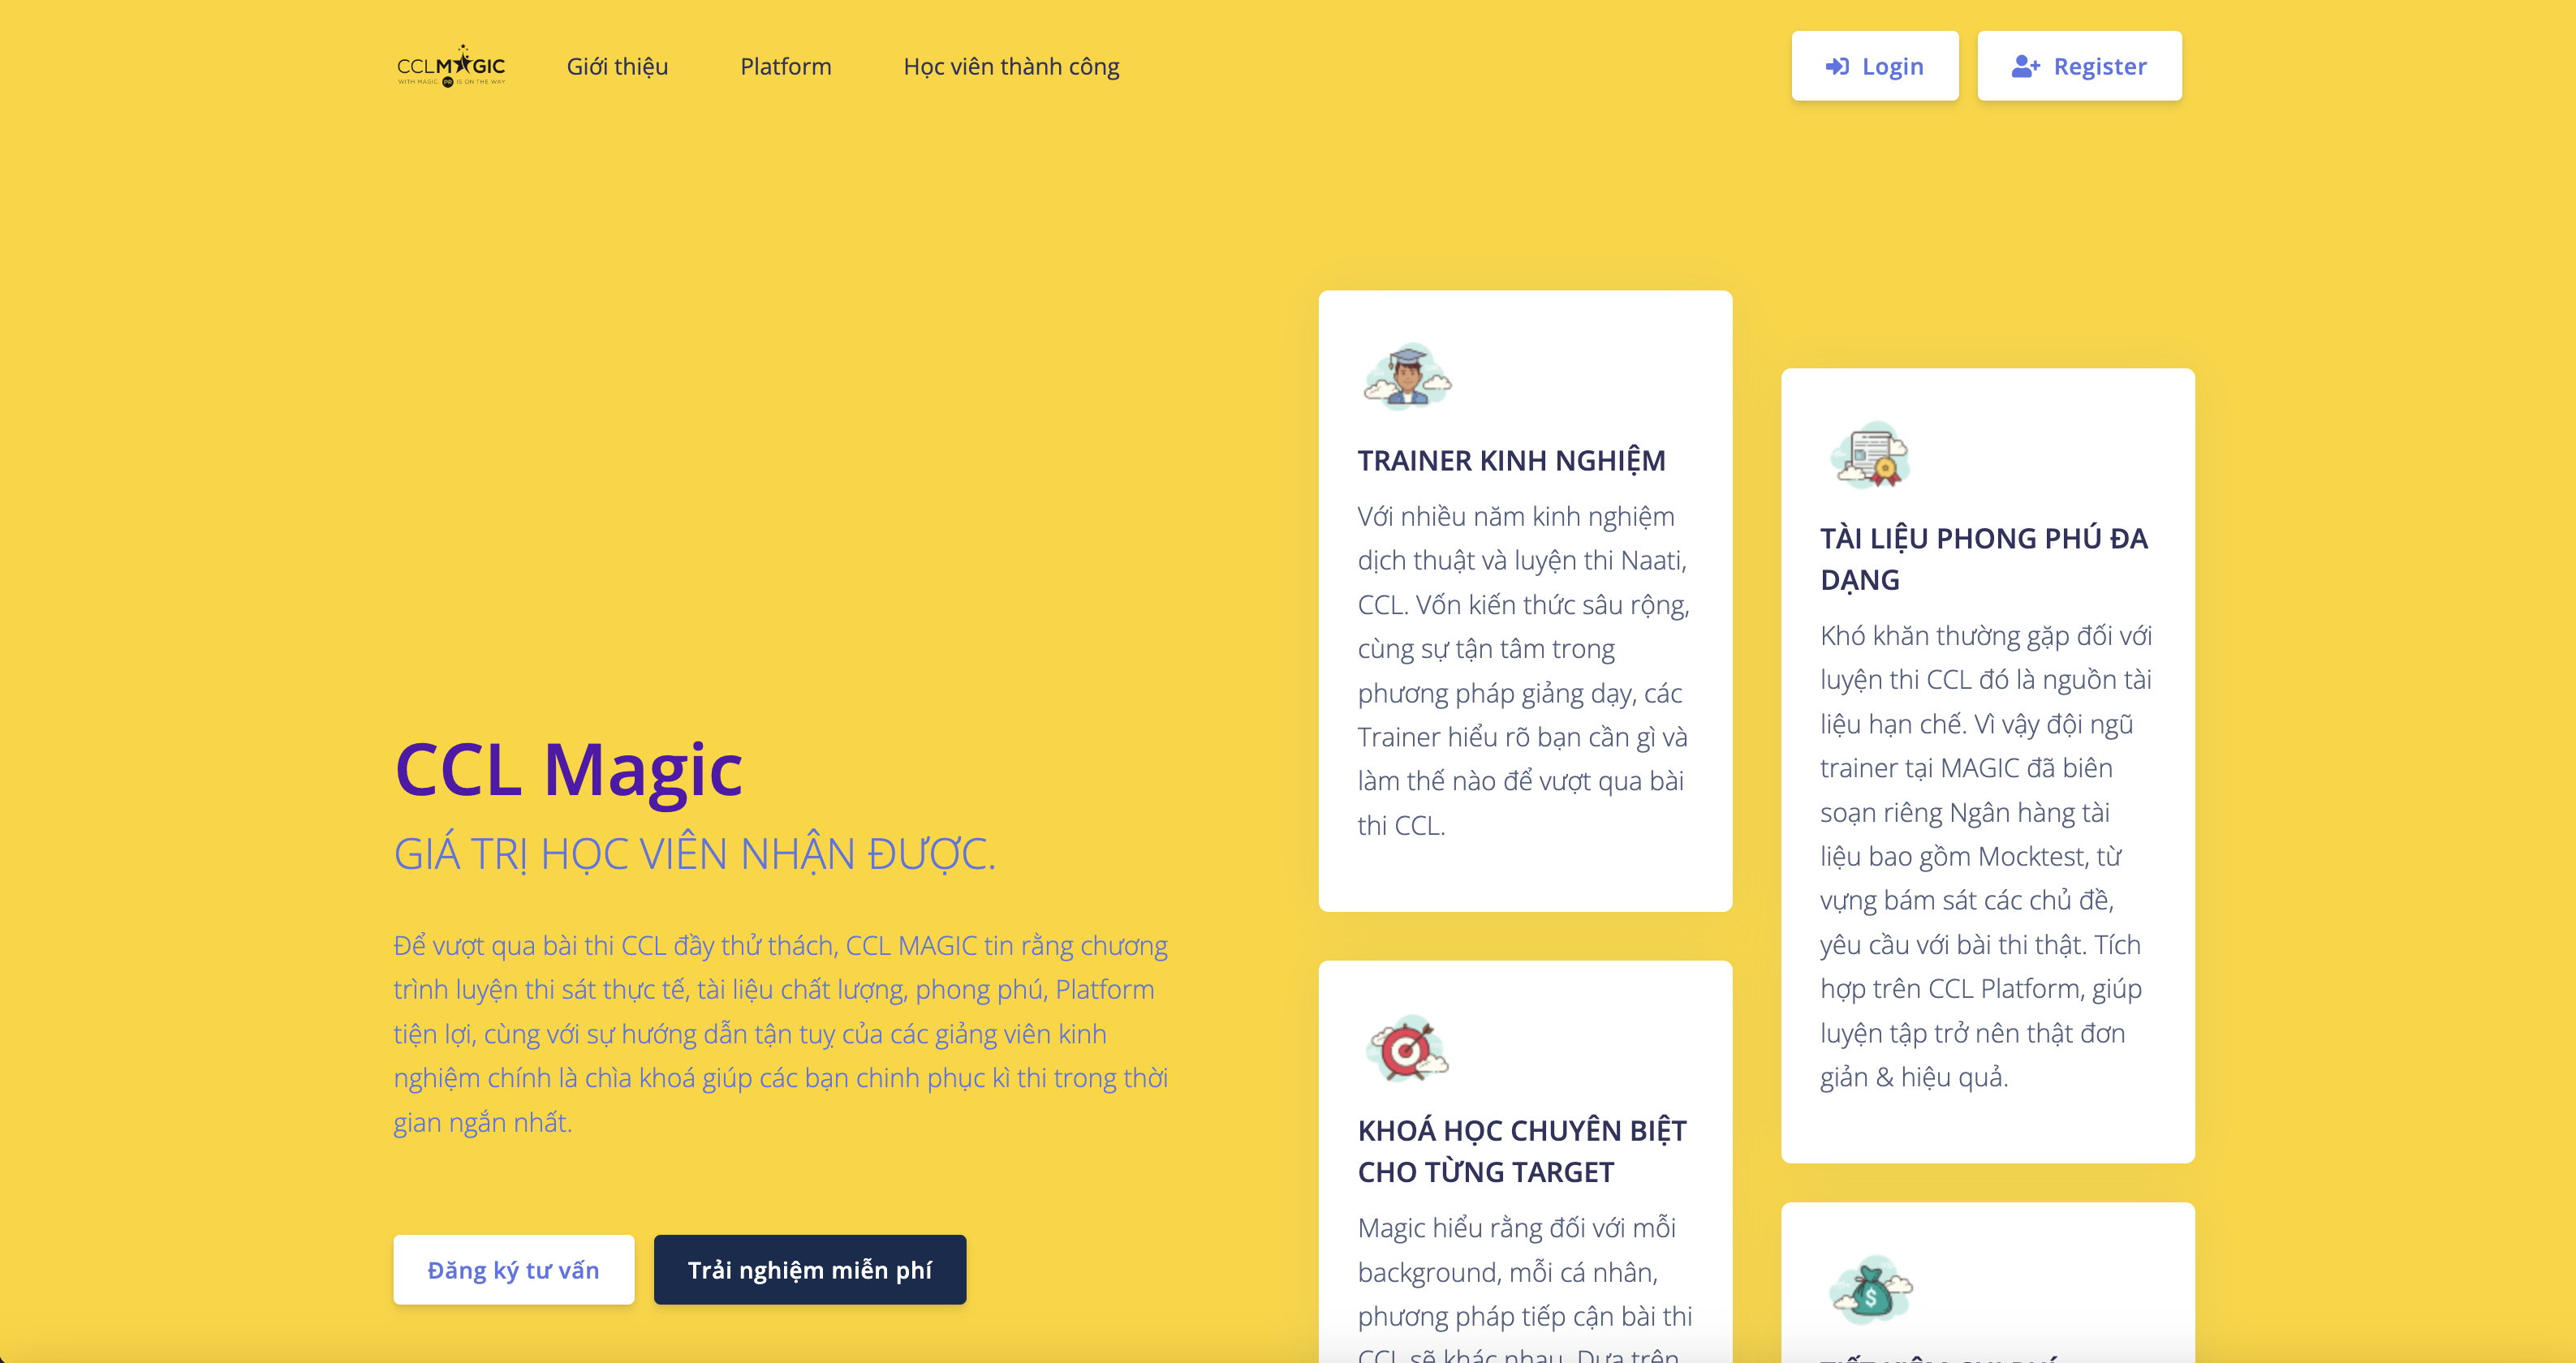 CCLMAGIC
WITH MAGIC, PR IS ON THE WAY
Giới thiệu
Platform
Học viên thành công
Login
Register
CCL Magic
GIÁ TRỊ HỌC VIÊN NHẬN ĐƯỢC.
Để vượt qua bài thi CCL đầy thử thách, CCL MAGIC tin rằng chương
trình luyện thi sát thực tế, tài liệu chất lượng, phong phú, Platform
tiện lợi, cùng với sự hướng dẫn tận tuỵ của các giảng viên kinh
nghiệm chính là chìa khoá giúp các bạn chinh phục kì thi trong thời
gian ngắn nhất.
Đăng ký tư vấn
Trải nghiệm miễn phí
TRAINER KINH NGHIỆM
Với nhiều năm kinh nghiệm
dịch thuật và luyện thi Naati,
CCL. Vốn kiến thức sâu rộng,
cùng sự tận tâm trong
phương pháp giảng dạy, các
Trainer hiểu rõ bạn cần gì và
làm thế nào để vượt qua bài
thi CCL.
KHOÁ HỌC CHUYÊN BIỆT
CHO TỪNG TARGET
Magic hiểu rằng đối với mỗi
background, mỗi cá nhân,
phương pháp tiếp cận bài thi
CCL sẽ khác nhau. Dựa trên
TÀI LIỆU PHONG PHÚ ĐA
DẠNG
Khó khăn thường gặp đối với
luyện thi CCL đó là nguồn tài
liệu hạn chế. Vì vậy đội ngũ
trainer tại MAGIC đã biên
soạn riêng Ngân hàng tài
liệu bao gồm Mocktest, từ
vựng bám sát các chủ đề,
yêu cầu với bài thi thật. Tích
hợp trên CCL Platform, giúp
luyện tập trở nên thật đơn
giản & hiệu quả.